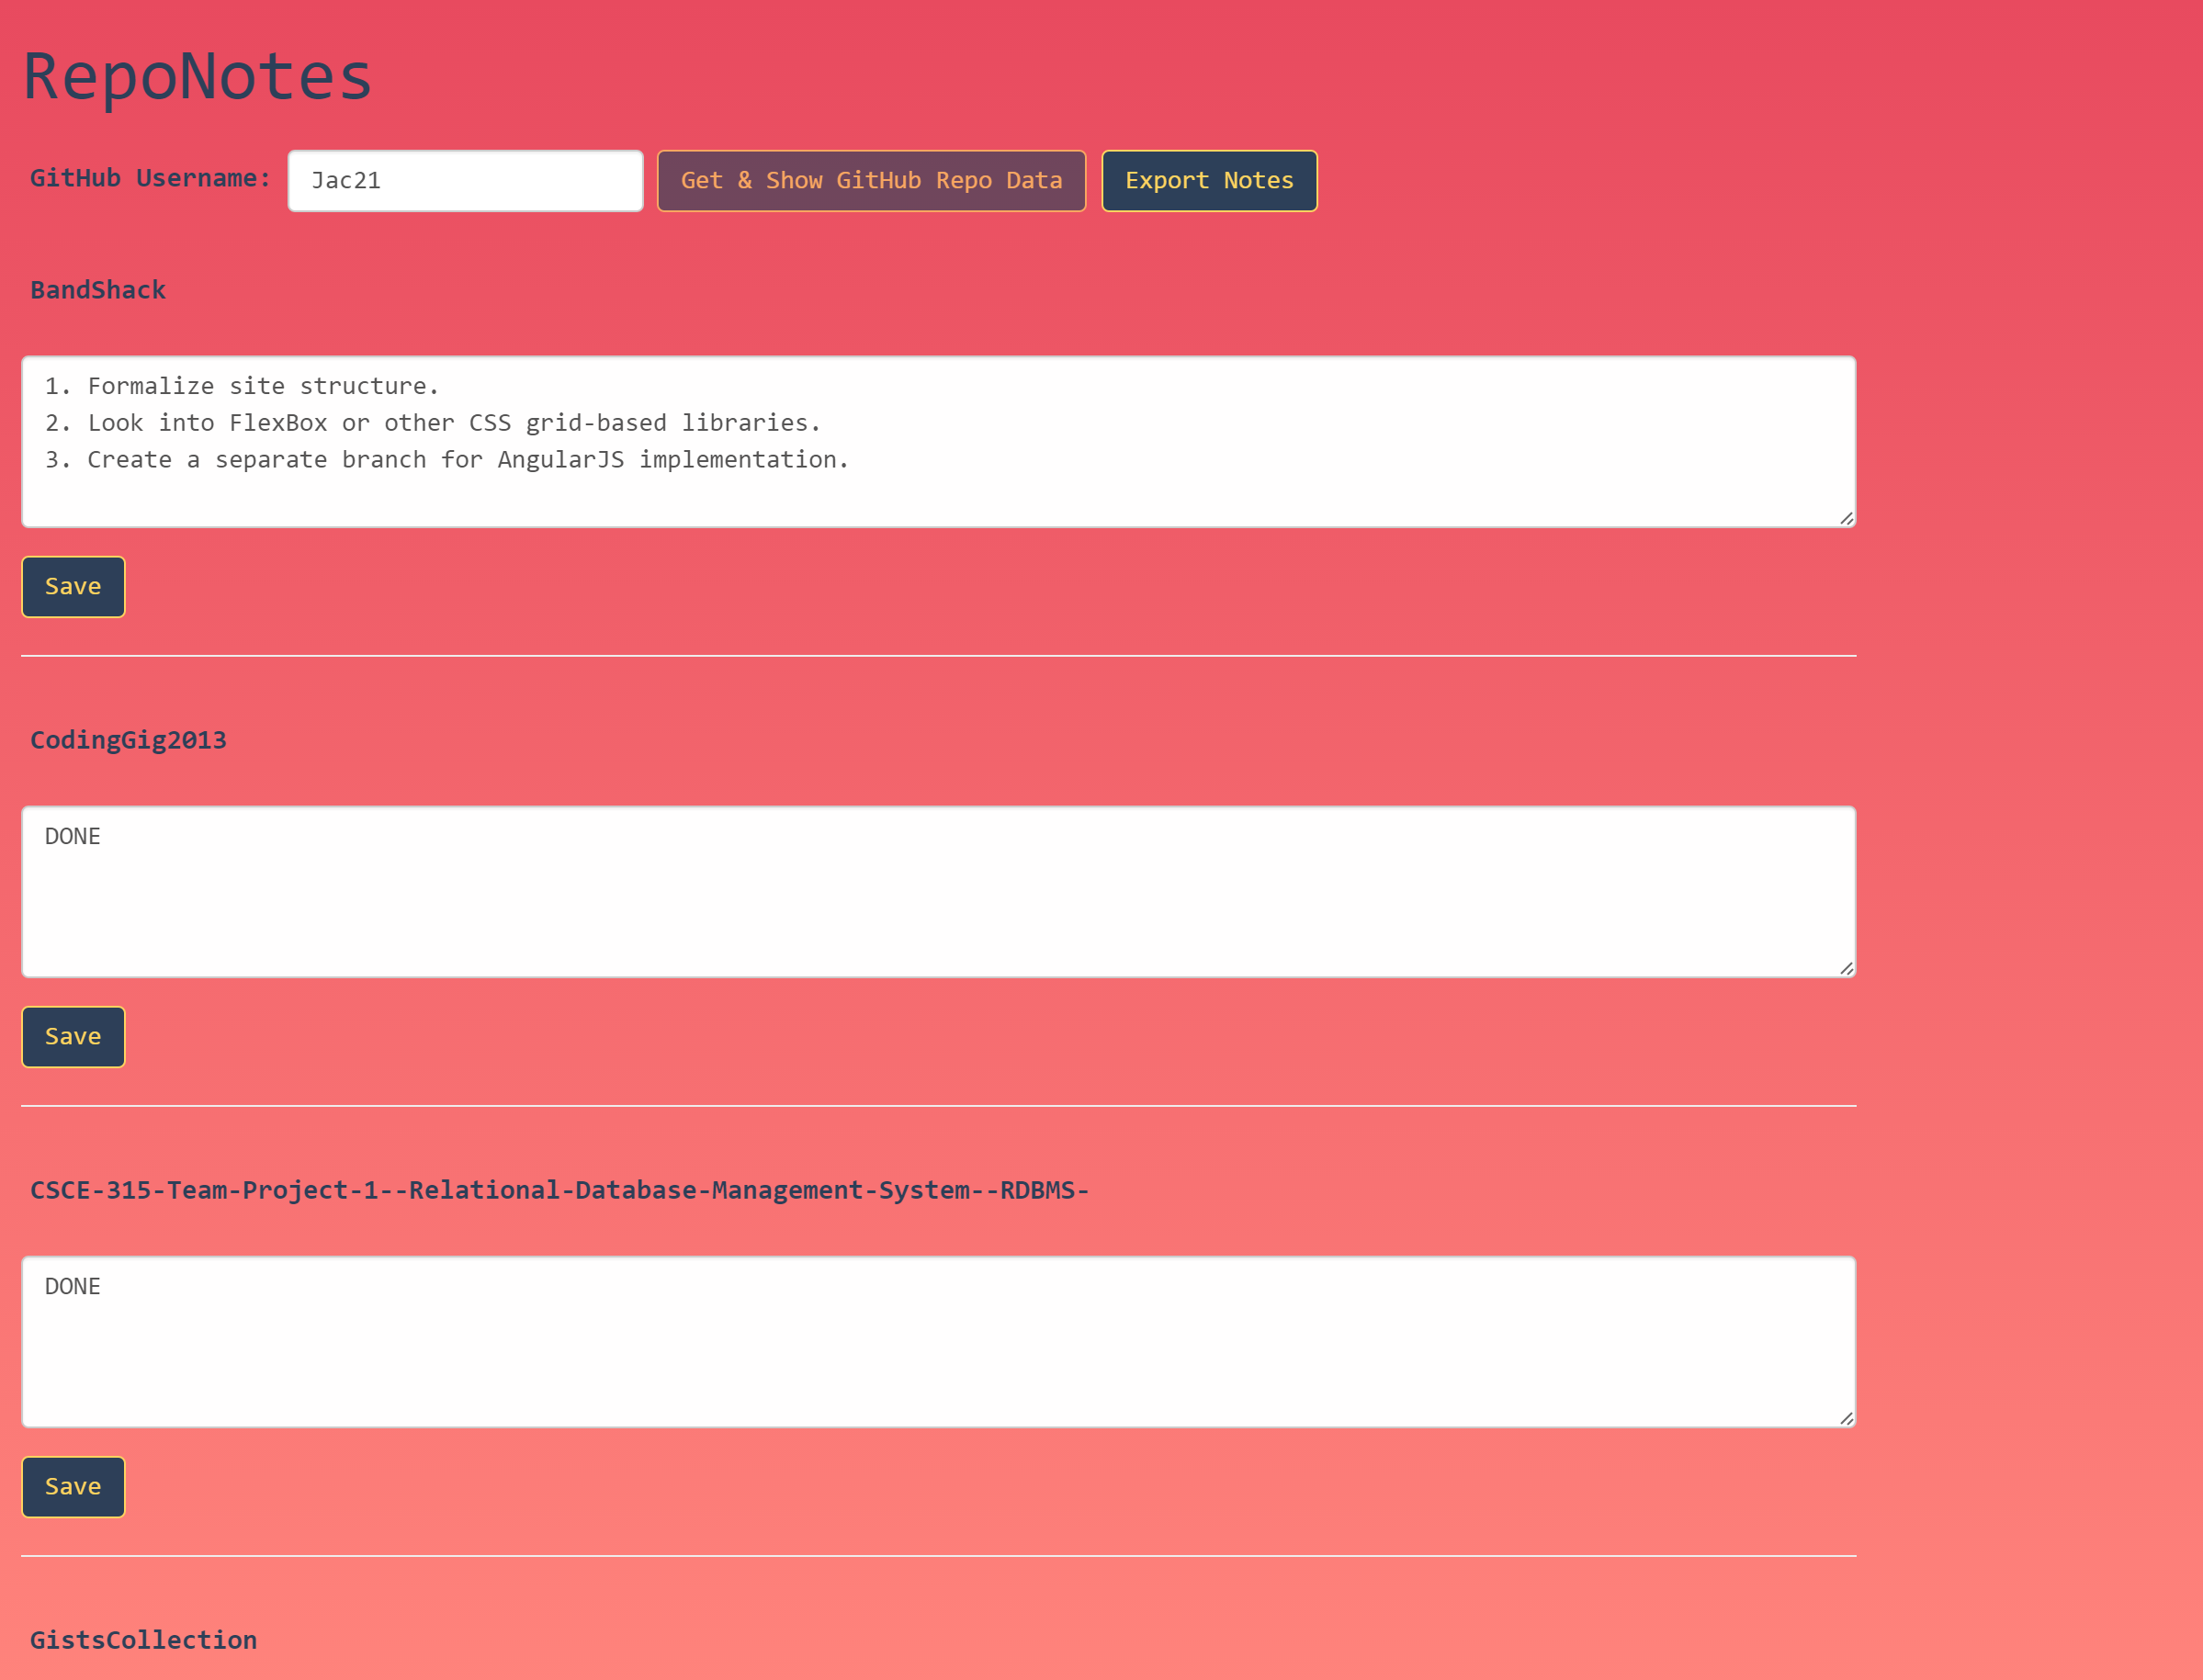 RepoNotes
GitHub Username: Jac21 Get & Show GitHub Repo Data Export Notes
BandShack
1. Formalize site structure.
2. Look into FlexBox or other CSS grid-based libraries.
3. Create a separate branch for AngularJS implementation.
Save
CodingGig2013
DONE
Save
CSCE-315-Team-Project-1--Relational-Database-Management-System--RDBMS-
DONE
Save
GistsCollection